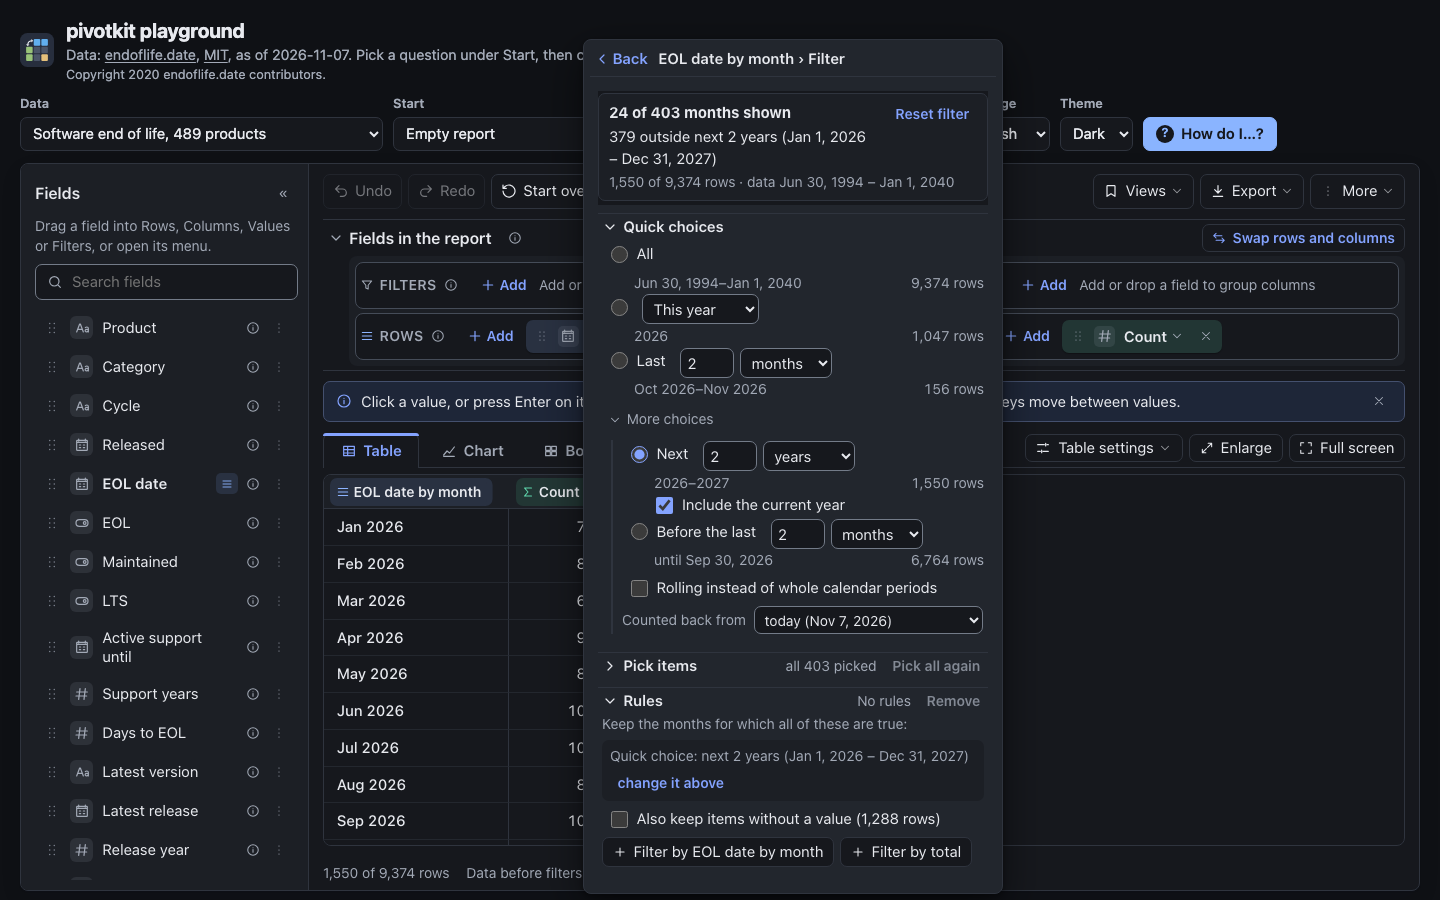 pivotkit playground
Data: endoflife.date, MIT, as of 2026-11-07. Pick a question under Start, then c
Copyright 2020 endoflife.date contributors.
Data
Start
ge
Theme
Software end of life, 489 products
Empty report
sh
Dark
? How do I...?
Fields
«
Drag a field into Rows, Columns, Values
or Filters, or open its menu.
Search fields
Aa Product
Aa Category
Aa Cycle
Released
EOL date
EOL
Maintained
LTS
Active support
until
# Support years
# Days to EOL
Aa Latest version
Latest release
# Release year
Undo
Redo
Start ove
Views
Export
More
Fields in the report
Swap rows and columns
FILTERS
+ Add
Add or
+ Add
Add or drop a field to group columns
ROWS
+ Add
+ Add
# Count
Click a value, or press Enter on it
eys move between values.
Table
Chart
Bo
Table settings
Enlarge
Full screen
EOL date by month
Σ Count
Jan 2026
7
Feb 2026
8
Mar 2026
6
Apr 2026
9
May 2026
8
Jun 2026
10
Jul 2026
10
Aug 2026
8
Sep 2026
10
1,550 of 9,374 rows
Data before filters
Back
EOL date by month › Filter
24 of 403 months shown
Reset filter
379 outside next 2 years (Jan 1, 2026
– Dec 31, 2027)
1,550 of 9,374 rows · data Jun 30, 1994 – Jan 1, 2040
Quick choices
All
Jun 30, 1994–Jan 1, 2040
9,374 rows
This year
2026
1,047 rows
Last
2
months
Oct 2026–Nov 2026
156 rows
More choices
Next
2
years
2026–2027
1,550 rows
Include the current year
Before the last
2
months
until Sep 30, 2026
6,764 rows
Rolling instead of whole calendar periods
Counted back from
today (Nov 7, 2026)
Pick items
all 403 picked
Pick all again
Rules
No rules
Remove
Keep the months for which all of these are true:
Quick choice: next 2 years (Jan 1, 2026 – Dec 31, 2027)
change it above
Also keep items without a value (1,288 rows)
+ Filter by EOL date by month
+ Filter by total